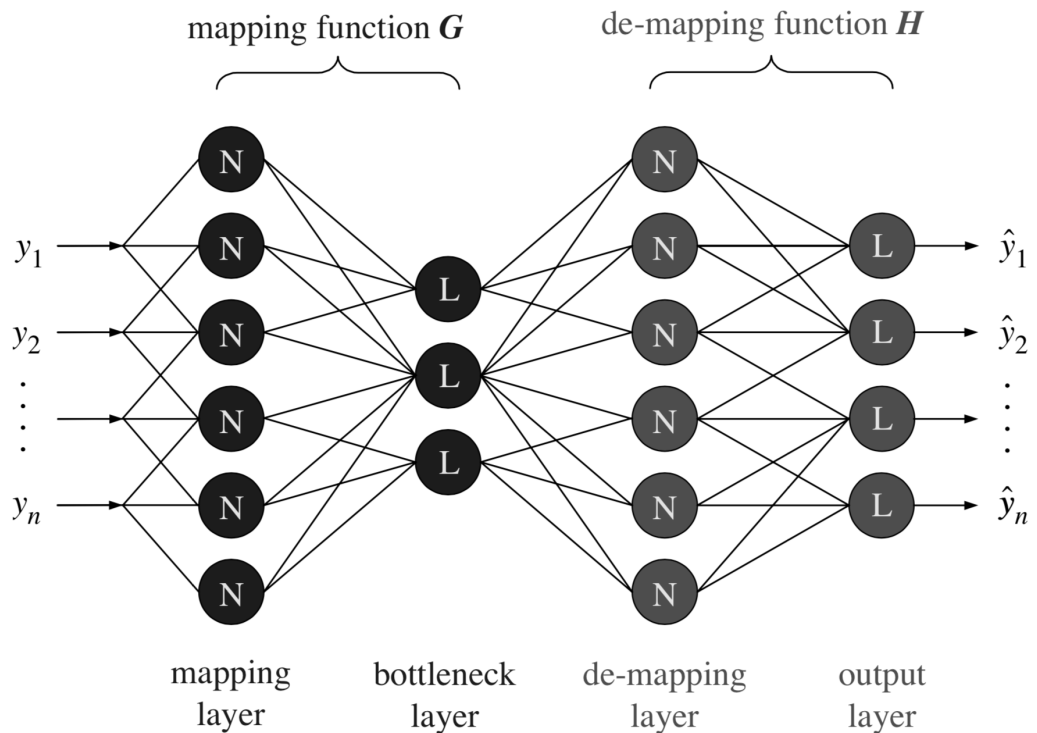 mapping function G
de-mapping function H
N N
y₁ N N L ŷ₁
L
y₂ N N L ŷ₂
L
N N L
L
yₙ N N L ŷₙ
N N
mapping layer
bottleneck layer
de-mapping layer
output layer